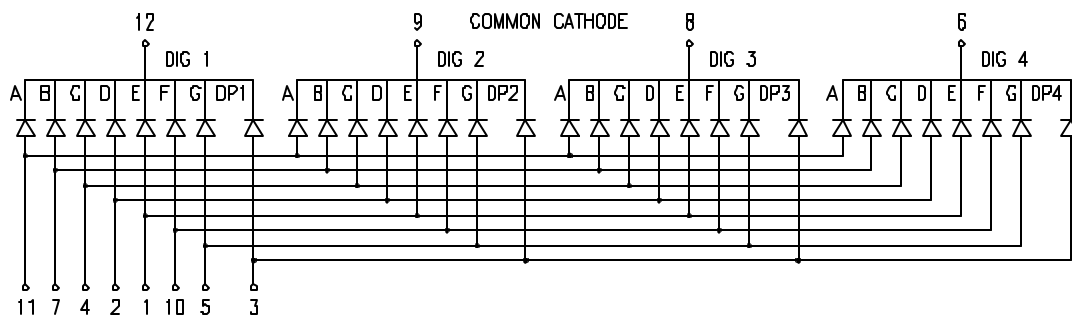 12 9 COMMON CATHODE 8 6
DIG 1 DIG 2 DIG 3 DIG 4
A B C D E F G DP1 A B C D E F G DP2 A B C D E F G DP3 A B C D E F G DP4
11 7 4 2 1 10 5 3